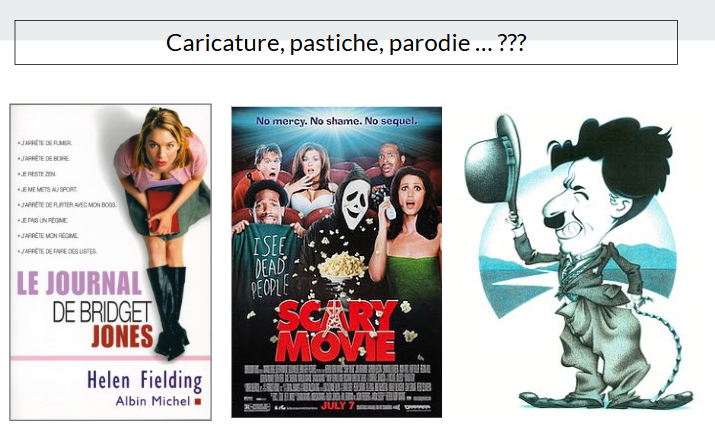 Caricature, pastiche, parodie ... ???
• J'ARRÊTE DE FUMER.
• J'ARRÊTE DE BOIRE.
• JE RESTE ZEN.
• JE ME METS AU SPORT.
• J'ARRÊTE DE FLIRTER AVEC MON BOSS.
• JE FAIS UN RÉGIME.
• J'ARRÊTE MON RÉGIME.
• J'ARRÊTE DE FAIRE DES LISTES.
LE JOURNAL
DE BRIDGET
JONES
Helen Fielding
Albin Michel
No mercy. No shame. No sequel.
I SEE
DEAD
PEOPLE
SCARY
MOVIE
JULY 7